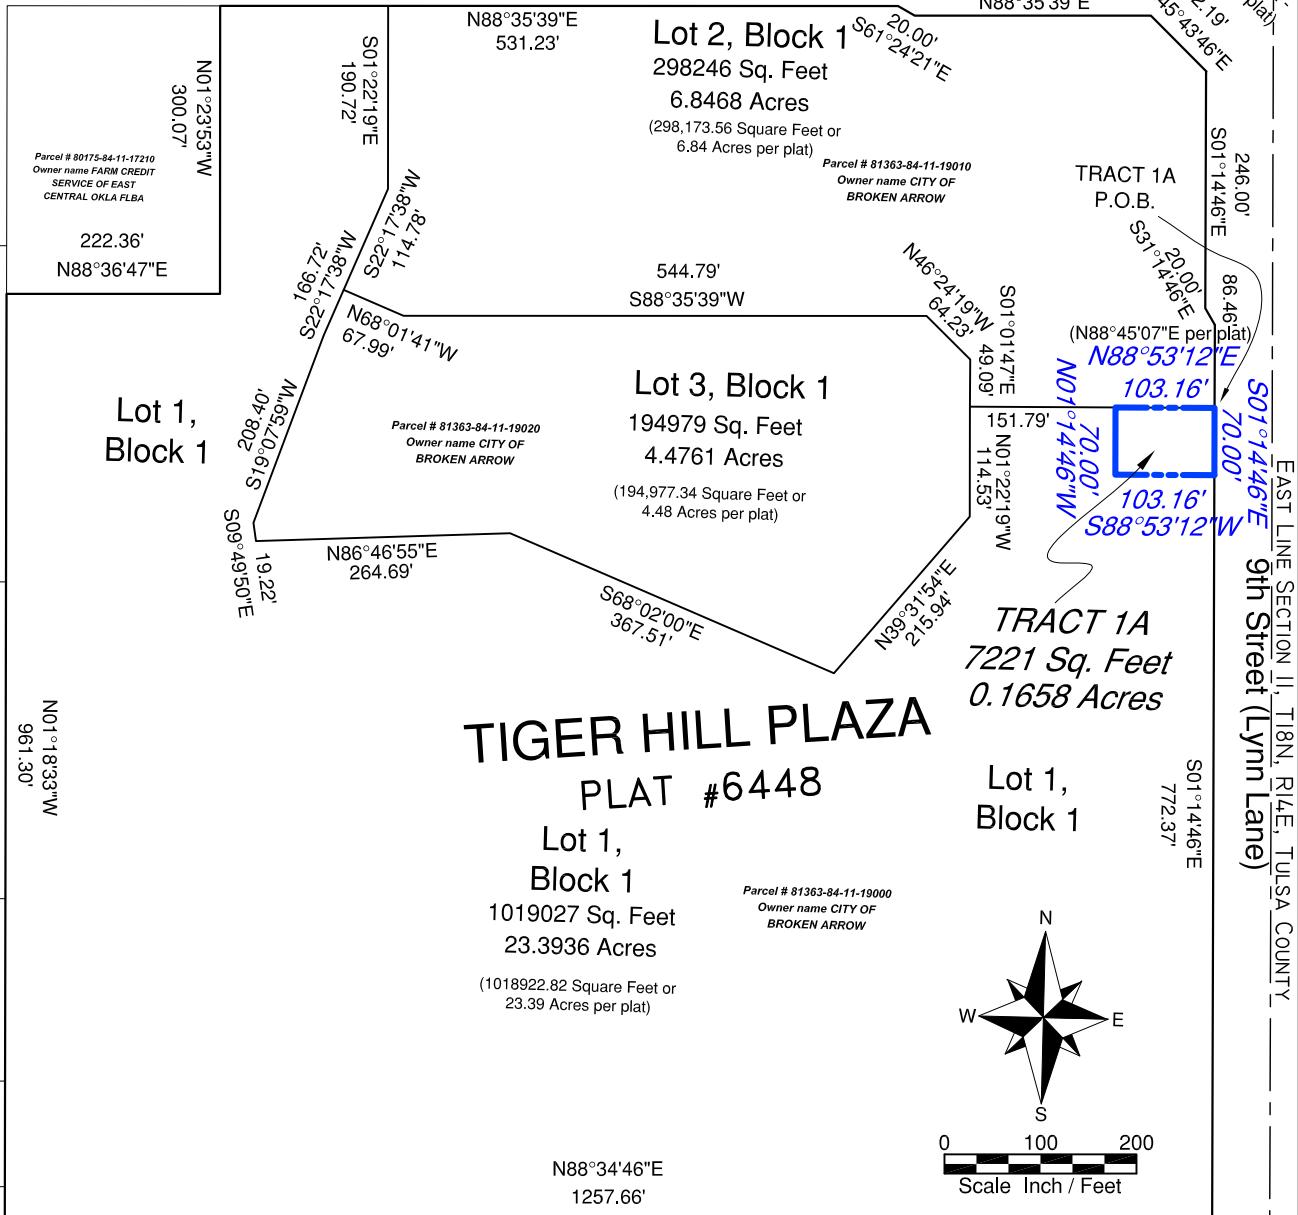 N88°35'39"E
531.23'
Lot 2, Block 1
298246 Sq. Feet
6.8468 Acres
(298,173.56 Square Feet or
6.84 Acres per plat)
20.00'
S61°24'21"E
N88°35'39"E
2.19'
45°43'46"E
plat)
N01°23'53"W
300.07'
S01°22'19"E
190.72'
Parcel # 80175-84-11-17210
Owner name FARM CREDIT
SERVICE OF EAST
CENTRAL OKLA FLBA
222.36'
N88°36'47"E
Parcel # 81363-84-11-19010
Owner name CITY OF
BROKEN ARROW
TRACT 1A
P.O.B.
246.00'
S01°14'46"E
20.00'
S31°14'46"E
86.46'
S22°17'38"W
114.78'
166.72'
S22°17'38"W
544.79'
S88°35'39"W
N46°24'19"W
64.23'
N68°01'41"W
67.99'
S01°01'47"E
49.09'
(N88°45'07"E per plat)
N88°53'12"E
103.16'
Lot 3, Block 1
194979 Sq. Feet
4.4761 Acres
(194,977.34 Square Feet or
4.48 Acres per plat)
Parcel # 81363-84-11-19020
Owner name CITY OF
BROKEN ARROW
Lot 1,
Block 1
208.40'
S19°07'59"W
151.79'
N01°22'19"W
114.53'
70.00'
N01°14'46"W
S01°14'46"E
70.00'
103.16'
S88°53'12"W
S09°49'50"E
19.22'
N86°46'55"E
264.69'
S68°02'00"E
367.51'
N39°31'54"E
215.94'
TRACT 1A
7221 Sq. Feet
0.1658 Acres
9th Street (Lynn Lane)
EAST LINE SECTION 11, T18N, R14E, TULSA COUNTY
N01°18'33"W
961.30'
TIGER HILL PLAZA
PLAT #6448
Lot 1,
Block 1
1019027 Sq. Feet
23.3936 Acres
(1018922.82 Square Feet or
23.39 Acres per plat)
Parcel # 81363-84-11-19000
Owner name CITY OF
BROKEN ARROW
Lot 1,
Block 1
S01°14'46"E
772.37'
N
W
E
S
0 100 200
Scale Inch / Feet
N88°34'46"E
1257.66'